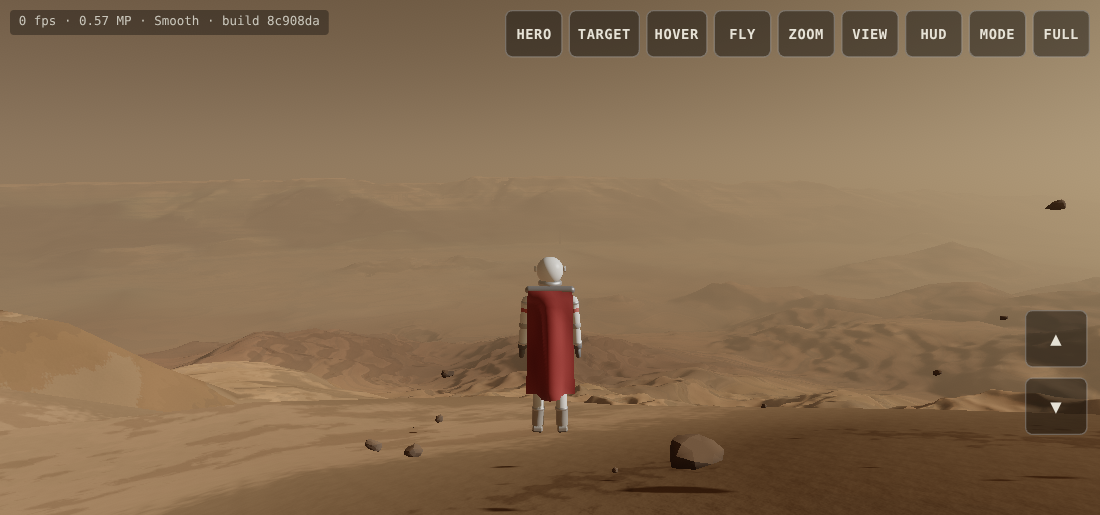 0 fps · 0.57 MP · Smooth · build 8c908da
HERO TARGET HOVER FLY ZOOM VIEW HUD MODE FULL
▲
▼